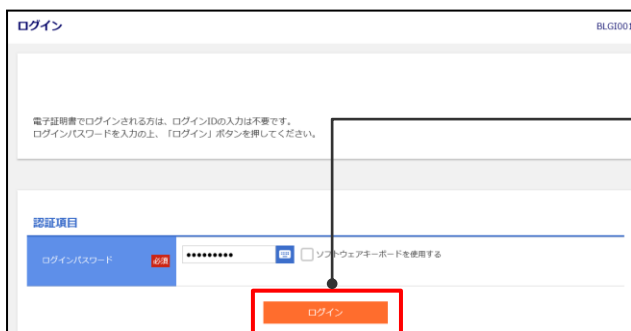 ログイン
BLGI001
電子証明書でログインされる方は、ログインIDの入力は不要です。
ログインパスワードを入力の上、「ログイン」ボタンを押してください。
認証項目
ログインパスワード 必須 ••••••••• ソフトウェアキーボードを使用する
ログイン